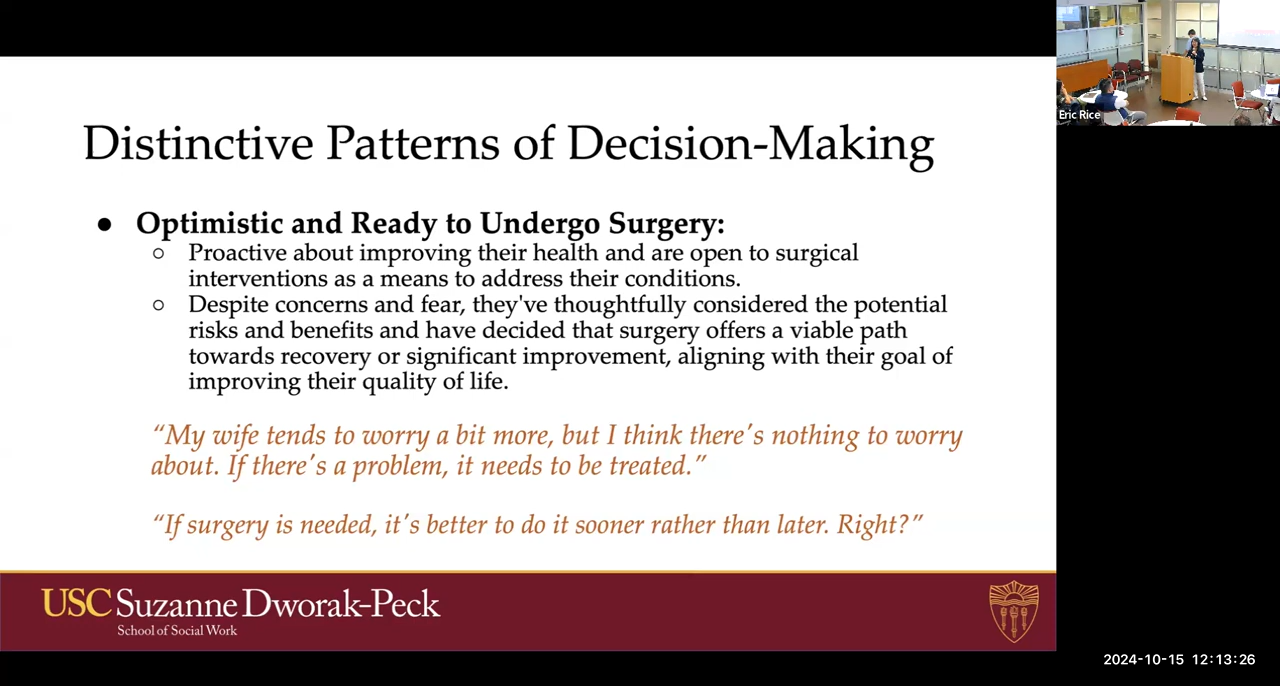 Distinctive Patterns of Decision-Making
● Optimistic and Ready to Undergo Surgery:
○ Proactive about improving their health and are open to surgical
interventions as a means to address their conditions.
○ Despite concerns and fear, they've thoughtfully considered the potential
risks and benefits and have decided that surgery offers a viable path
towards recovery or significant improvement, aligning with their goal of
improving their quality of life.
“My wife tends to worry a bit more, but I think there’s nothing to worry
about. If there’s a problem, it needs to be treated.”
“If surgery is needed, it’s better to do it sooner rather than later. Right?”
USC Suzanne Dworak-Peck
School of Social Work
Eric Rice
2024-10-15 12:13:26